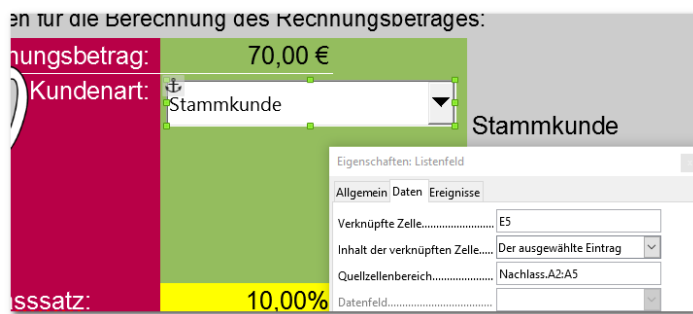 en für die Berechnung des Rechnungsbetrages:
nungsbetrag: 70,00 €
Kundenart: Stammkunde
Stammkunde
Eigenschaften: Listenfeld
Allgemein Daten Ereignisse
Verknüpfte Zelle....................... E5
Inhalt der verknüpften Zelle..... Der ausgewählte Eintrag
Quellzellenbereich................... Nachlass.A2:A5
Datenfeld................................
sssatz: 10,00%